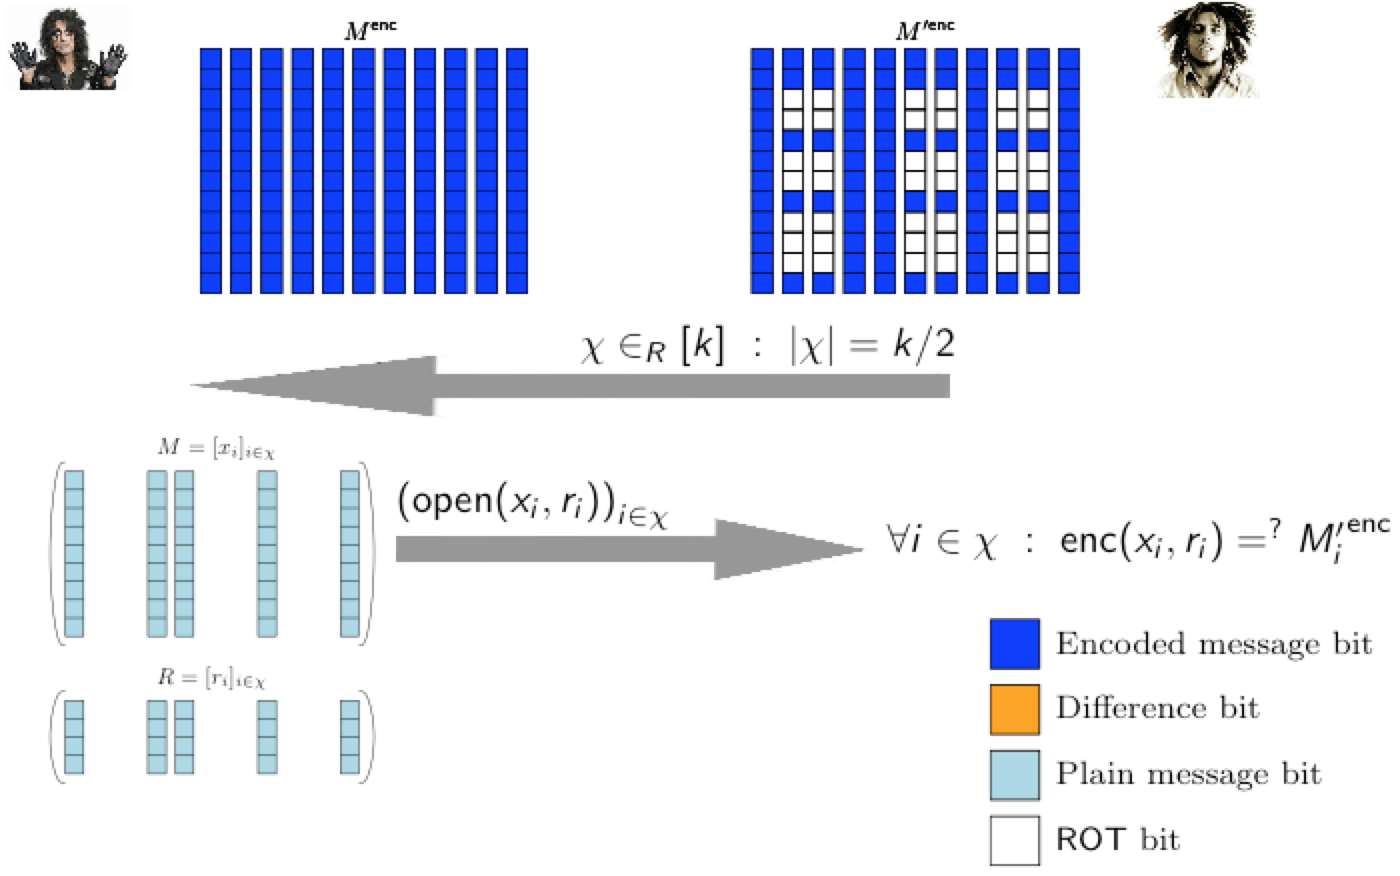 M^enc
M′^enc
χ ∈_R [k] : |χ| = k/2
M = [x_i]_{i∈χ}
(open(x_i, r_i))_{i∈χ}
∀i ∈ χ : enc(x_i, r_i) =^? M′_i^enc
R = [r_i]_{i∈χ}
Encoded message bit
Difference bit
Plain message bit
ROT bit